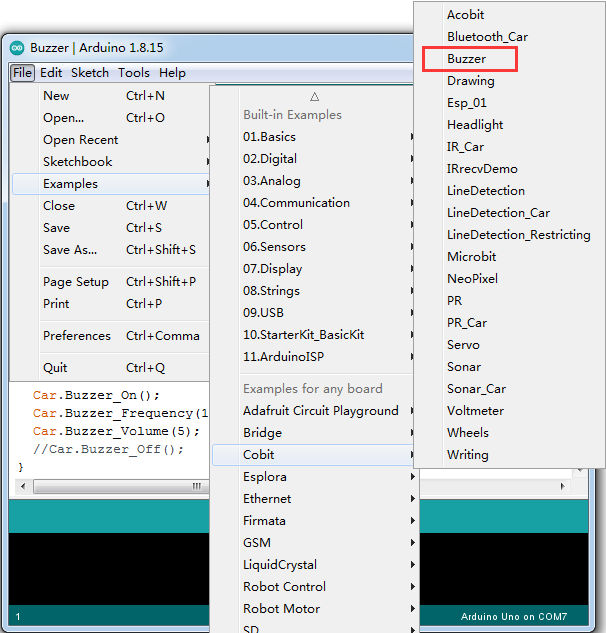 Buzzer | Arduino 1.8.15
File Edit Sketch Tools Help
New Ctrl+N
Open... Ctrl+O
Open Recent
Sketchbook
Examples
Close Ctrl+W
Save Ctrl+S
Save As... Ctrl+Shift+S
Page Setup Ctrl+Shift+P
Print Ctrl+P
Preferences Ctrl+Comma
Quit Ctrl+Q
Built-in Examples
01.Basics
02.Digital
03.Analog
04.Communication
05.Control
06.Sensors
07.Display
08.Strings
09.USB
10.StarterKit_BasicKit
11.ArduinoISP
Examples for any board
Adafruit Circuit Playground
Bridge
Cobit
Esplora
Ethernet
Firmata
GSM
LiquidCrystal
Robot Control
Robot Motor
SD
Acobit
Bluetooth_Car
Buzzer
Drawing
Esp_01
Headlight
IR_Car
IRrecvDemo
LineDetection
LineDetection_Car
LineDetection_Restricting
Microbit
NeoPixel
PR
PR_Car
Servo
Sonar
Sonar_Car
Voltmeter
Wheels
Writing
Car.Buzzer_On();
Car.Buzzer_Frequency(1
Car.Buzzer_Volume(5);
//Car.Buzzer_Off();
}
1
Arduino Uno on COM7